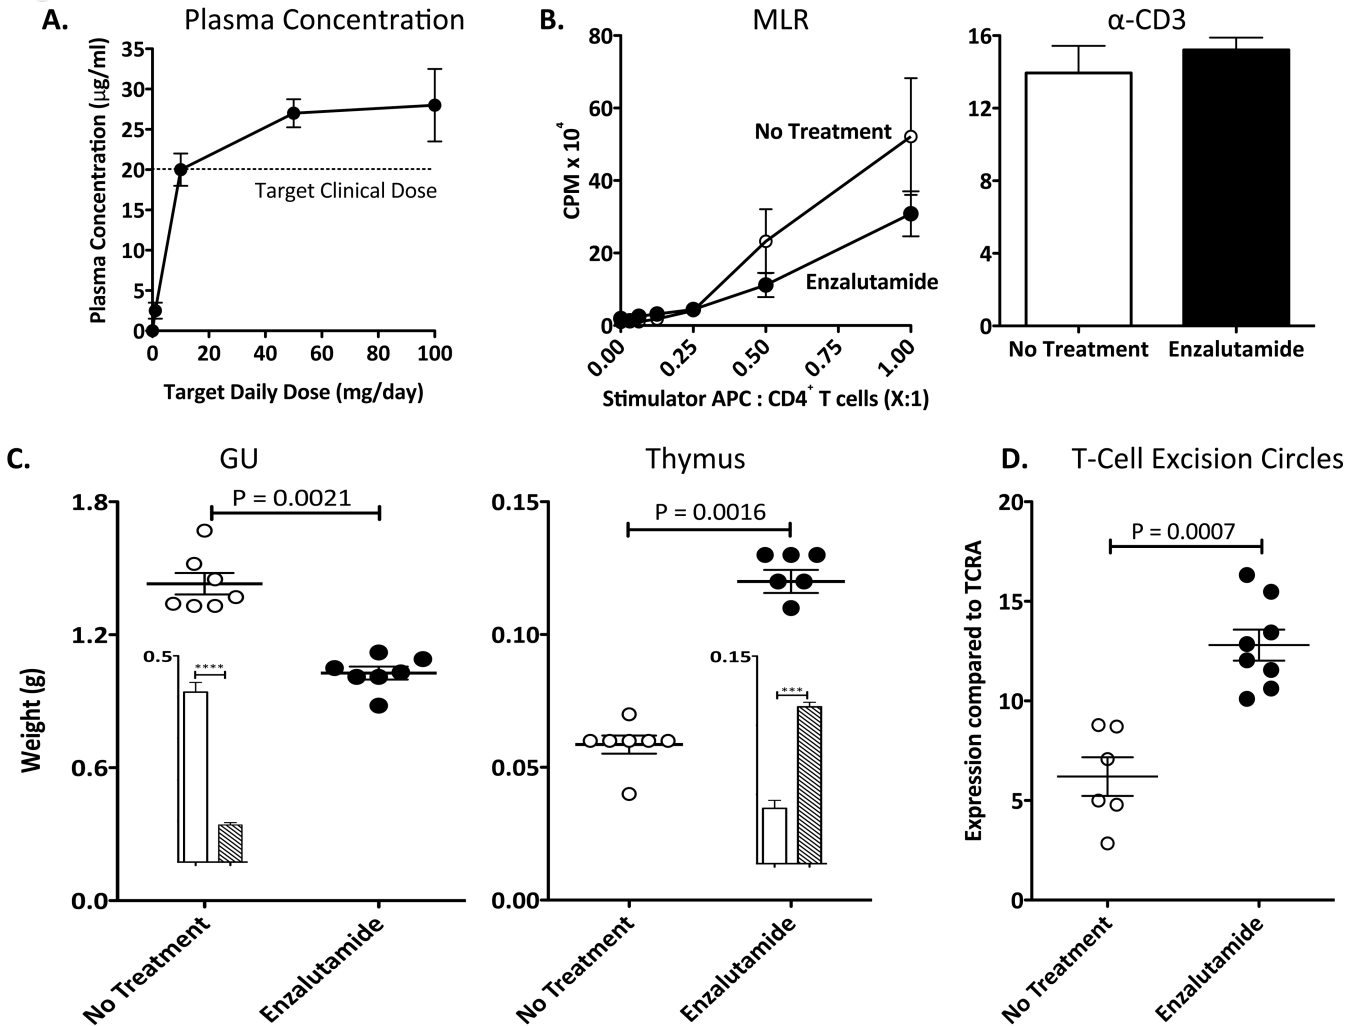 A. Plasma Concentration
Plasma Concentration (µg/ml)
35
30
25
20
15
10
5
0
Target Clinical Dose
0 20 40 60 80 100
Target Daily Dose (mg/day)
B. MLR
CPM x 10⁴
80
60
40
20
0
No Treatment
Enzalutamide
0.00 0.25 0.50 0.75 1.00
Stimulator APC : CD4⁺ T cells (X:1)
α-CD3
16
12
8
4
0
No Treatment Enzalutamide
C. GU
Weight (g)
1.8
1.2
0.6
0.0
P = 0.0021
0.5
****
No Treatment
Enzalutamide
Thymus
0.15
0.10
0.05
0.00
P = 0.0016
0.15
***
No Treatment
Enzalutamide
D. T-Cell Excision Circles
Expression compared to TCRA
20
15
10
5
0
P = 0.0007
No Treatment
Enzalutamide